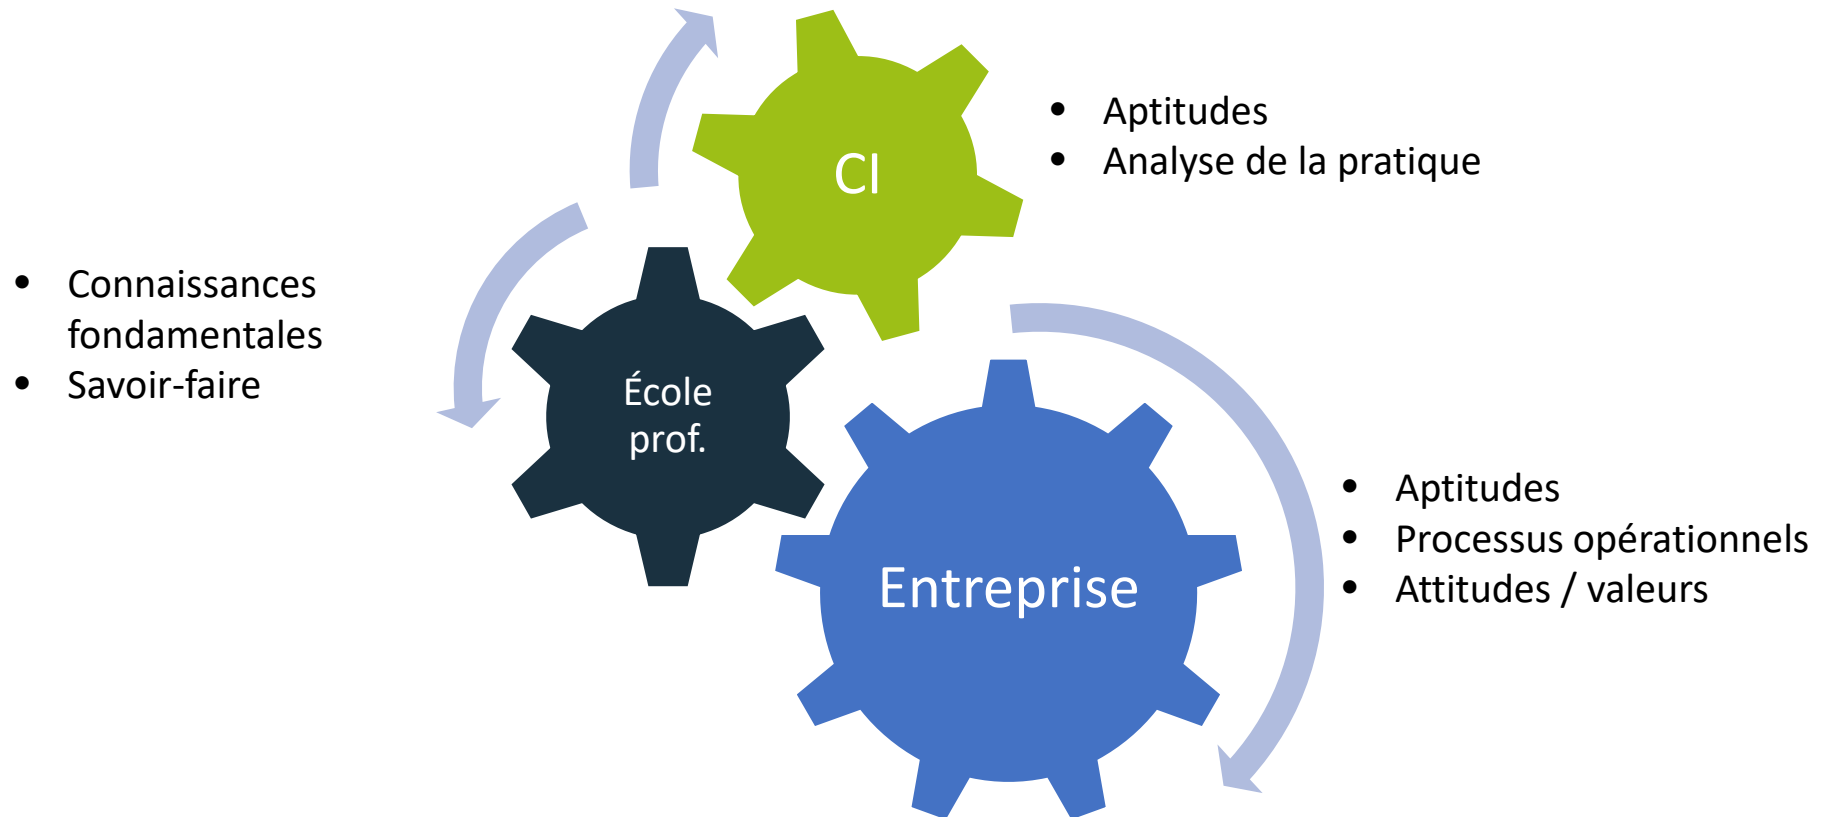 CI
• Aptitudes
• Analyse de la pratique
• Connaissances
fondamentales
• Savoir-faire
École
prof.
Entreprise
• Aptitudes
• Processus opérationnels
• Attitudes / valeurs